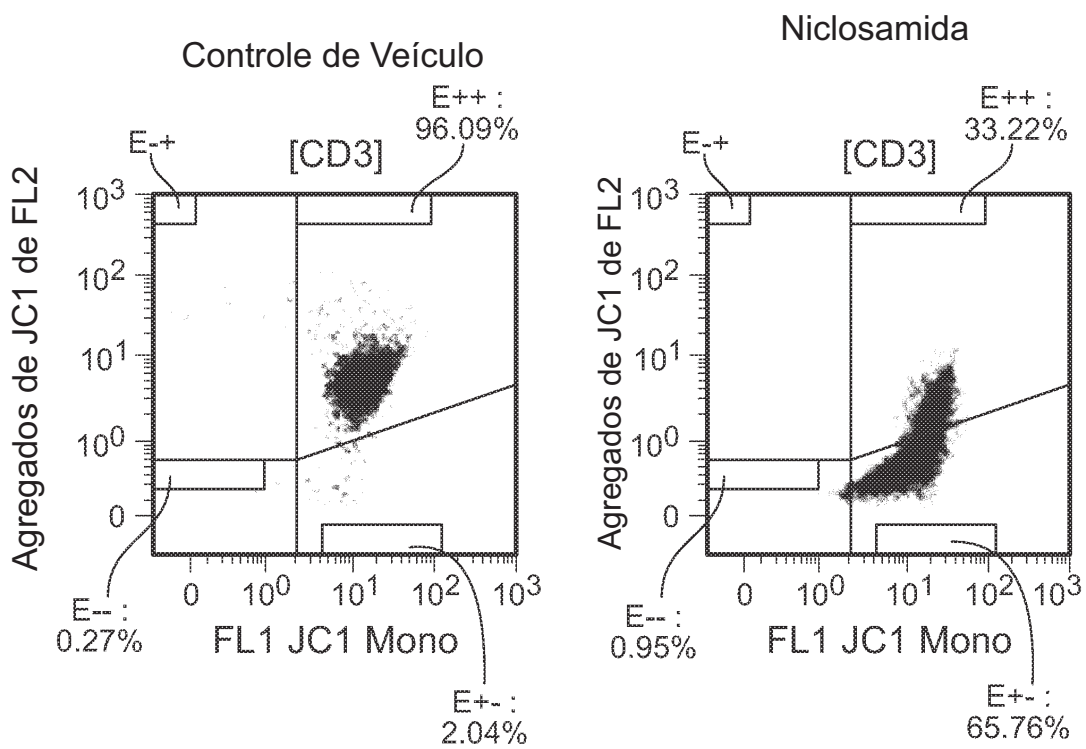 Controle de Veículo
E++ :
96.09%
E-+
[CD3]
Agregados de JC1 de FL2
10³
10²
10¹
10⁰
0
0 10⁰ 10¹ 10² 10³
E-- :
0.27%
FL1 JC1 Mono
E+- :
2.04%
Niclosamida
E++ :
33.22%
E-+
[CD3]
Agregados de JC1 de FL2
10³
10²
10¹
10⁰
0
0 10⁰ 10¹ 10² 10³
E-- :
0.95%
FL1 JC1 Mono
E+- :
65.76%